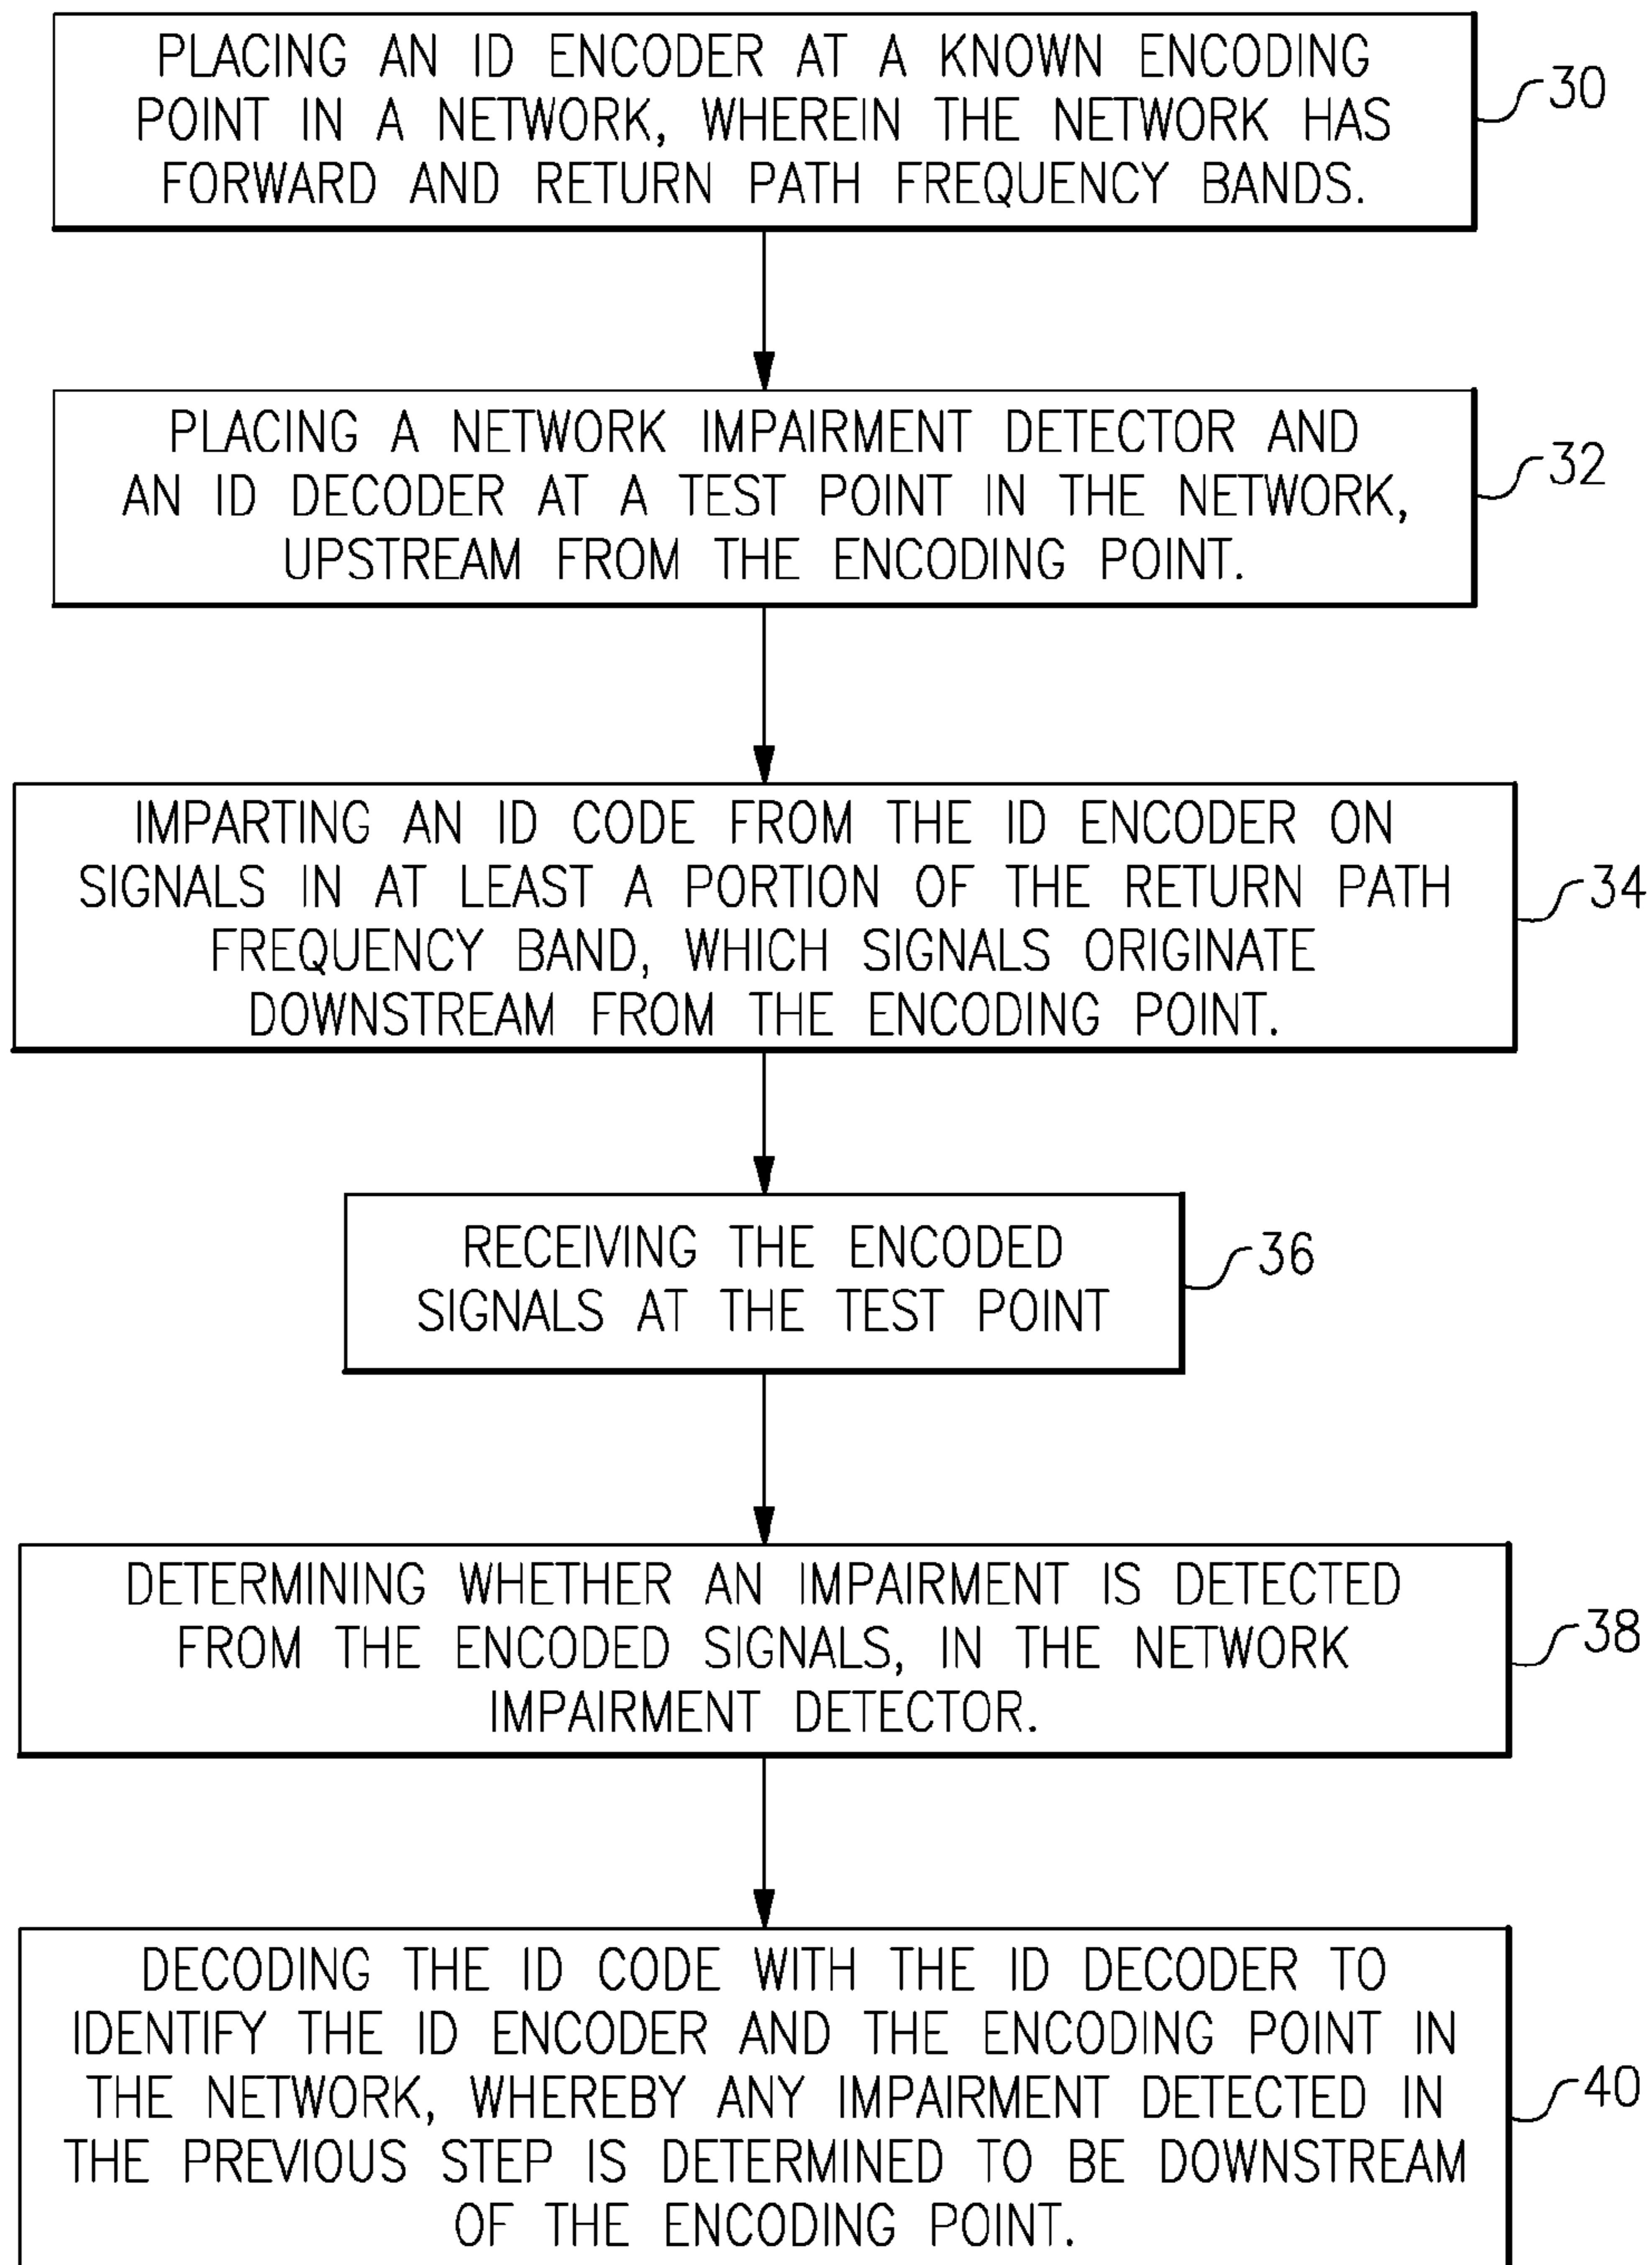 PLACING AN ID ENCODER AT A KNOWN ENCODING
POINT IN A NETWORK, WHEREIN THE NETWORK HAS
FORWARD AND RETURN PATH FREQUENCY BANDS.
30
PLACING A NETWORK IMPAIRMENT DETECTOR AND
AN ID DECODER AT A TEST POINT IN THE NETWORK,
UPSTREAM FROM THE ENCODING POINT.
32
IMPARTING AN ID CODE FROM THE ID ENCODER ON
SIGNALS IN AT LEAST A PORTION OF THE RETURN PATH
FREQUENCY BAND, WHICH SIGNALS ORIGINATE
DOWNSTREAM FROM THE ENCODING POINT.
34
RECEIVING THE ENCODED
SIGNALS AT THE TEST POINT
36
DETERMINING WHETHER AN IMPAIRMENT IS DETECTED
FROM THE ENCODED SIGNALS, IN THE NETWORK
IMPAIRMENT DETECTOR.
38
DECODING THE ID CODE WITH THE ID DECODER TO
IDENTIFY THE ID ENCODER AND THE ENCODING POINT IN
THE NETWORK, WHEREBY ANY IMPAIRMENT DETECTED IN
THE PREVIOUS STEP IS DETERMINED TO BE DOWNSTREAM
OF THE ENCODING POINT.
40